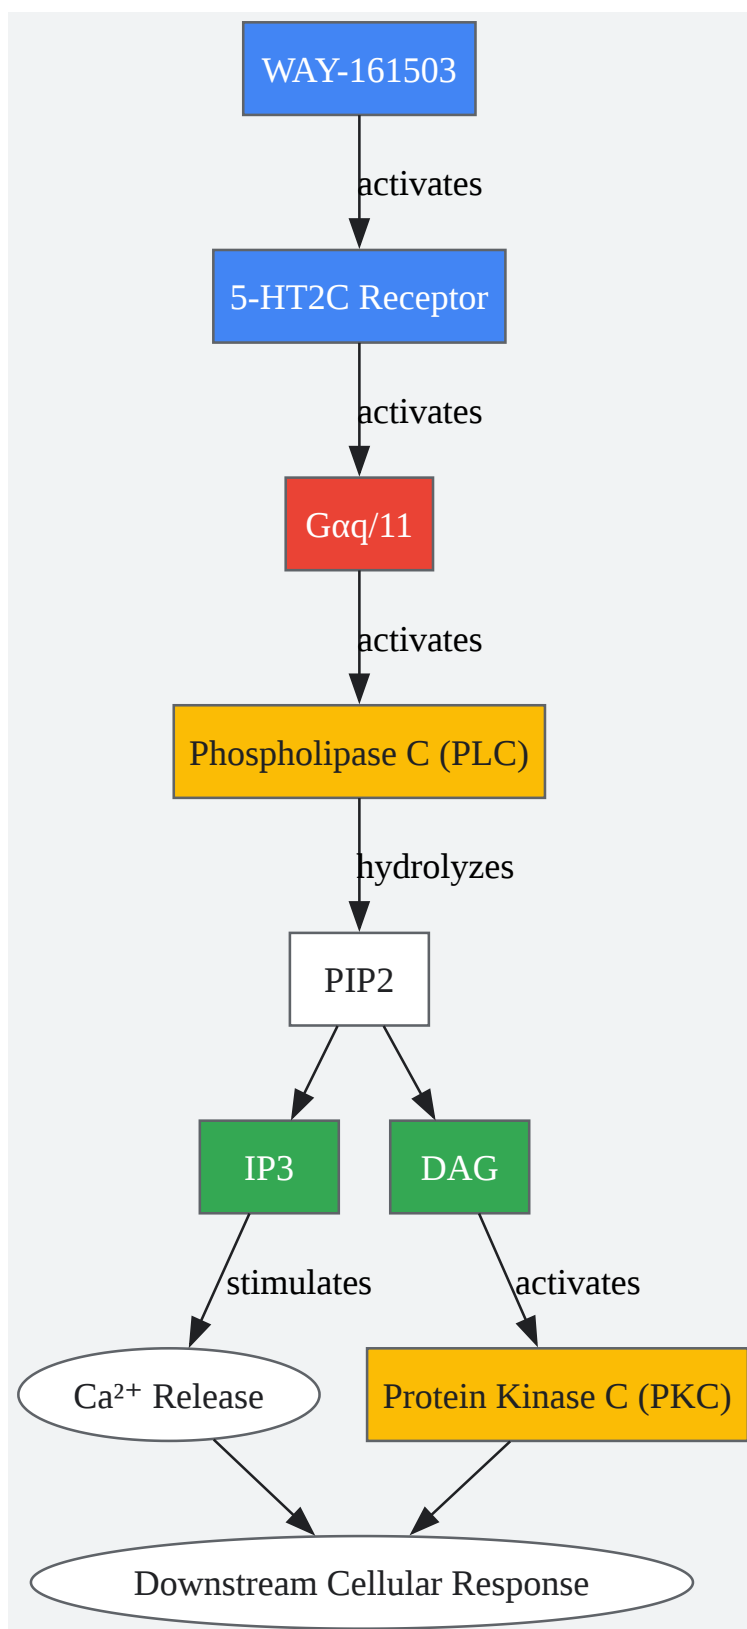 WAY-161503
activates
5-HT2C Receptor
activates
Gαq/11
activates
Phospholipase C (PLC)
hydrolyzes
PIP2
IP3
DAG
stimulates
activates
Ca²⁺ Release
Protein Kinase C (PKC)
Downstream Cellular Response